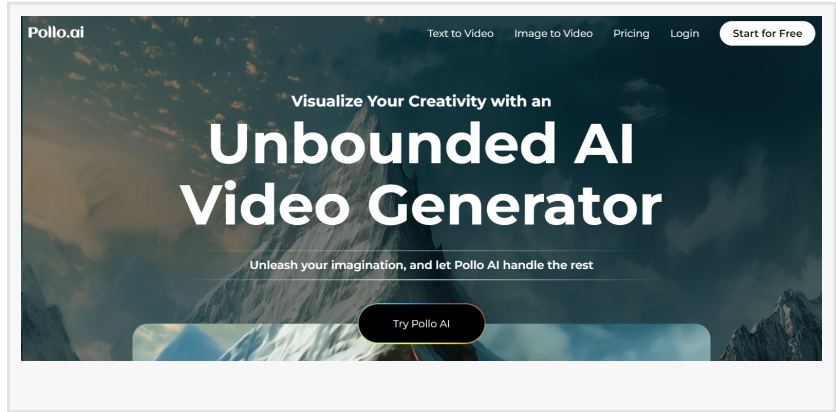 Pollo.ai
Text to Video
Image to Video
Pricing
Login
Start for Free
Visualize Your Creativity with an
Unbounded AI
Video Generator
Unleash your imagination, and let Pollo AI handle the rest
Try Pollo AI